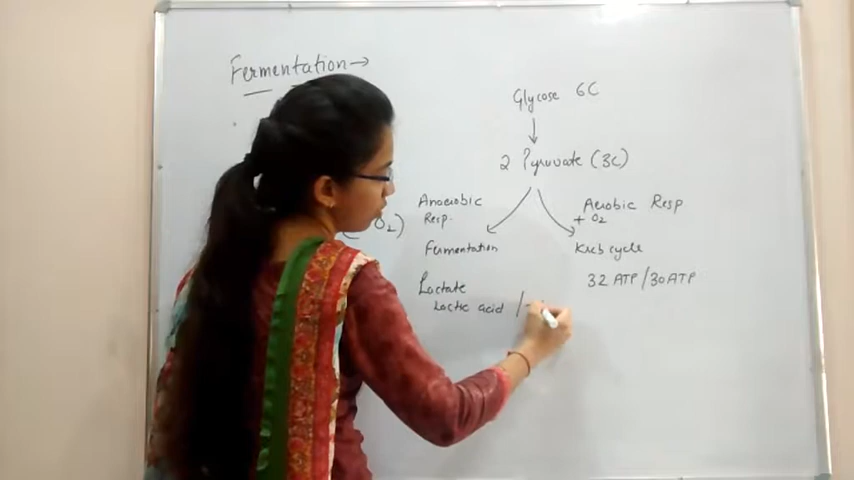 Fermentation →
Glycose 6C
2 Pyruvate (3C)
Anaerobic
Resp.
O₂)
Aerobic Resp
+ O₂
Fermentation
Kreb cycle
Lactate
32 ATP / 30 ATP
Lactic acid /